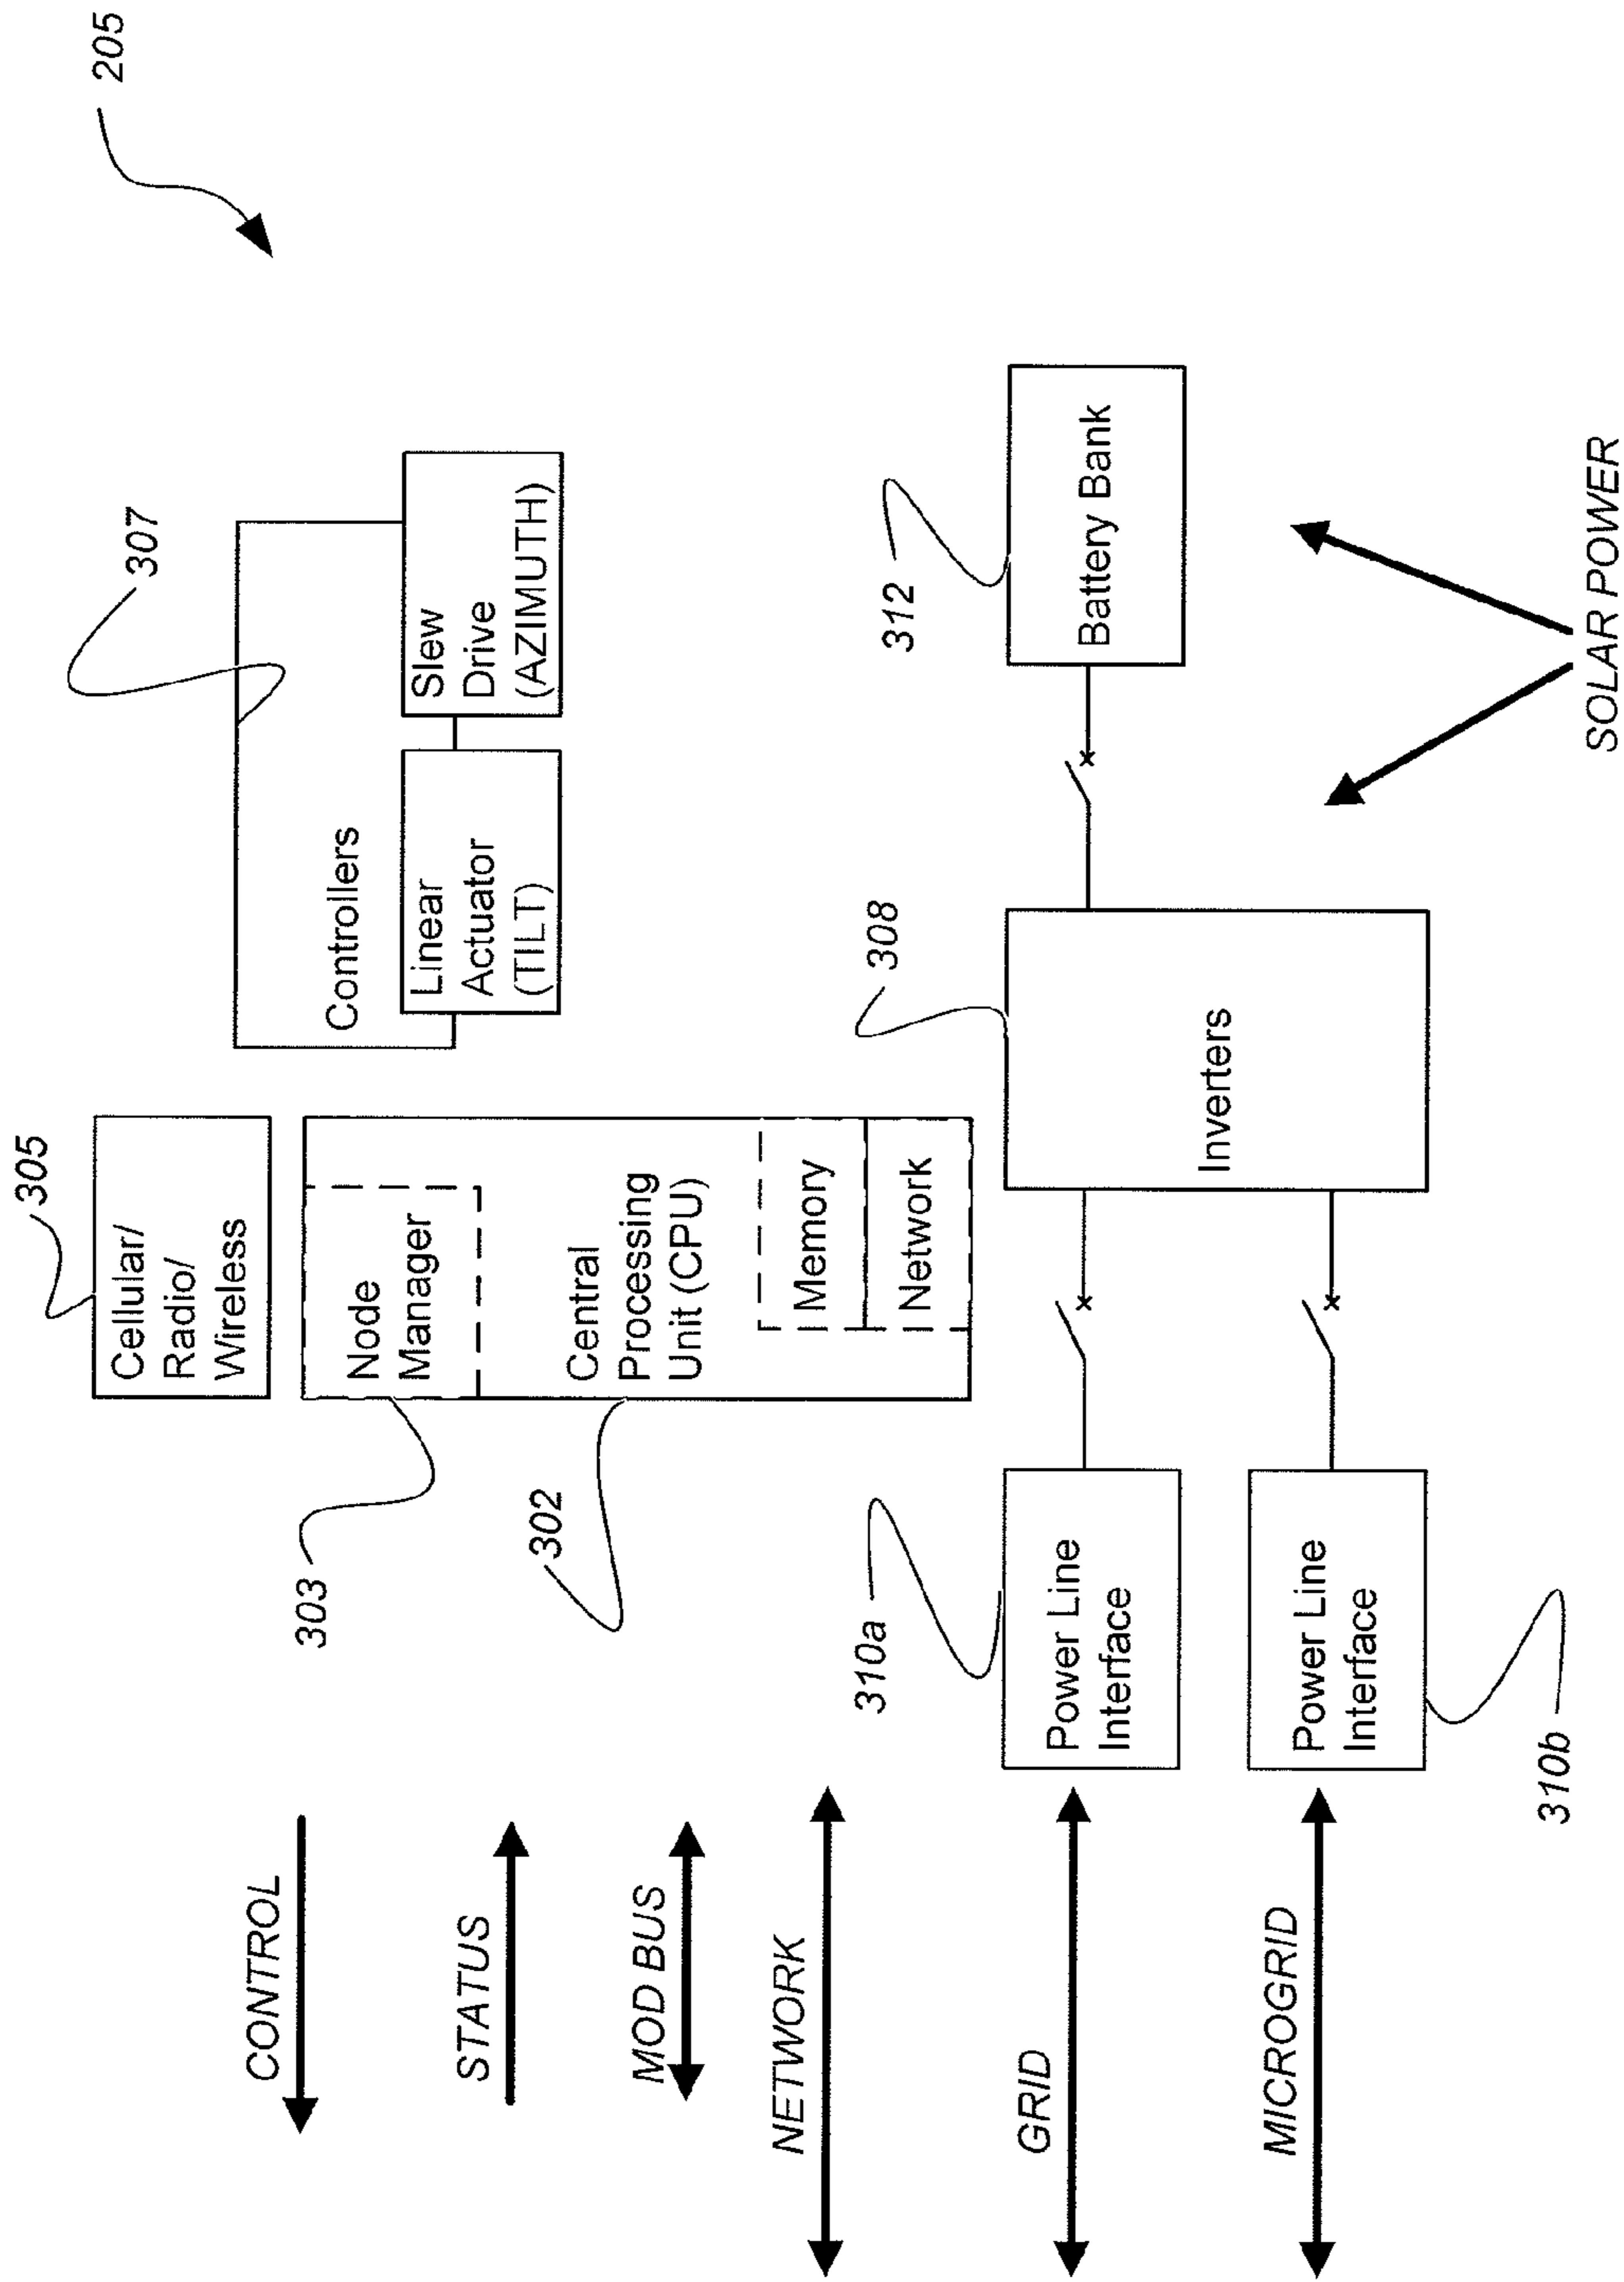 205
305
Cellular/
Radio/
Wireless
307
Controllers
Linear
Actuator
(TILT)
Slew
Drive
(AZIMUTH)
CONTROL
303
Node
Manager
STATUS
302
Central
Processing
Unit (CPU)
MOD BUS
Memory
Network
NETWORK
310a
308
312
GRID
Power Line
Interface
Inverters
Battery Bank
MICROGRID
Power Line
Interface
310b
SOLAR POWER